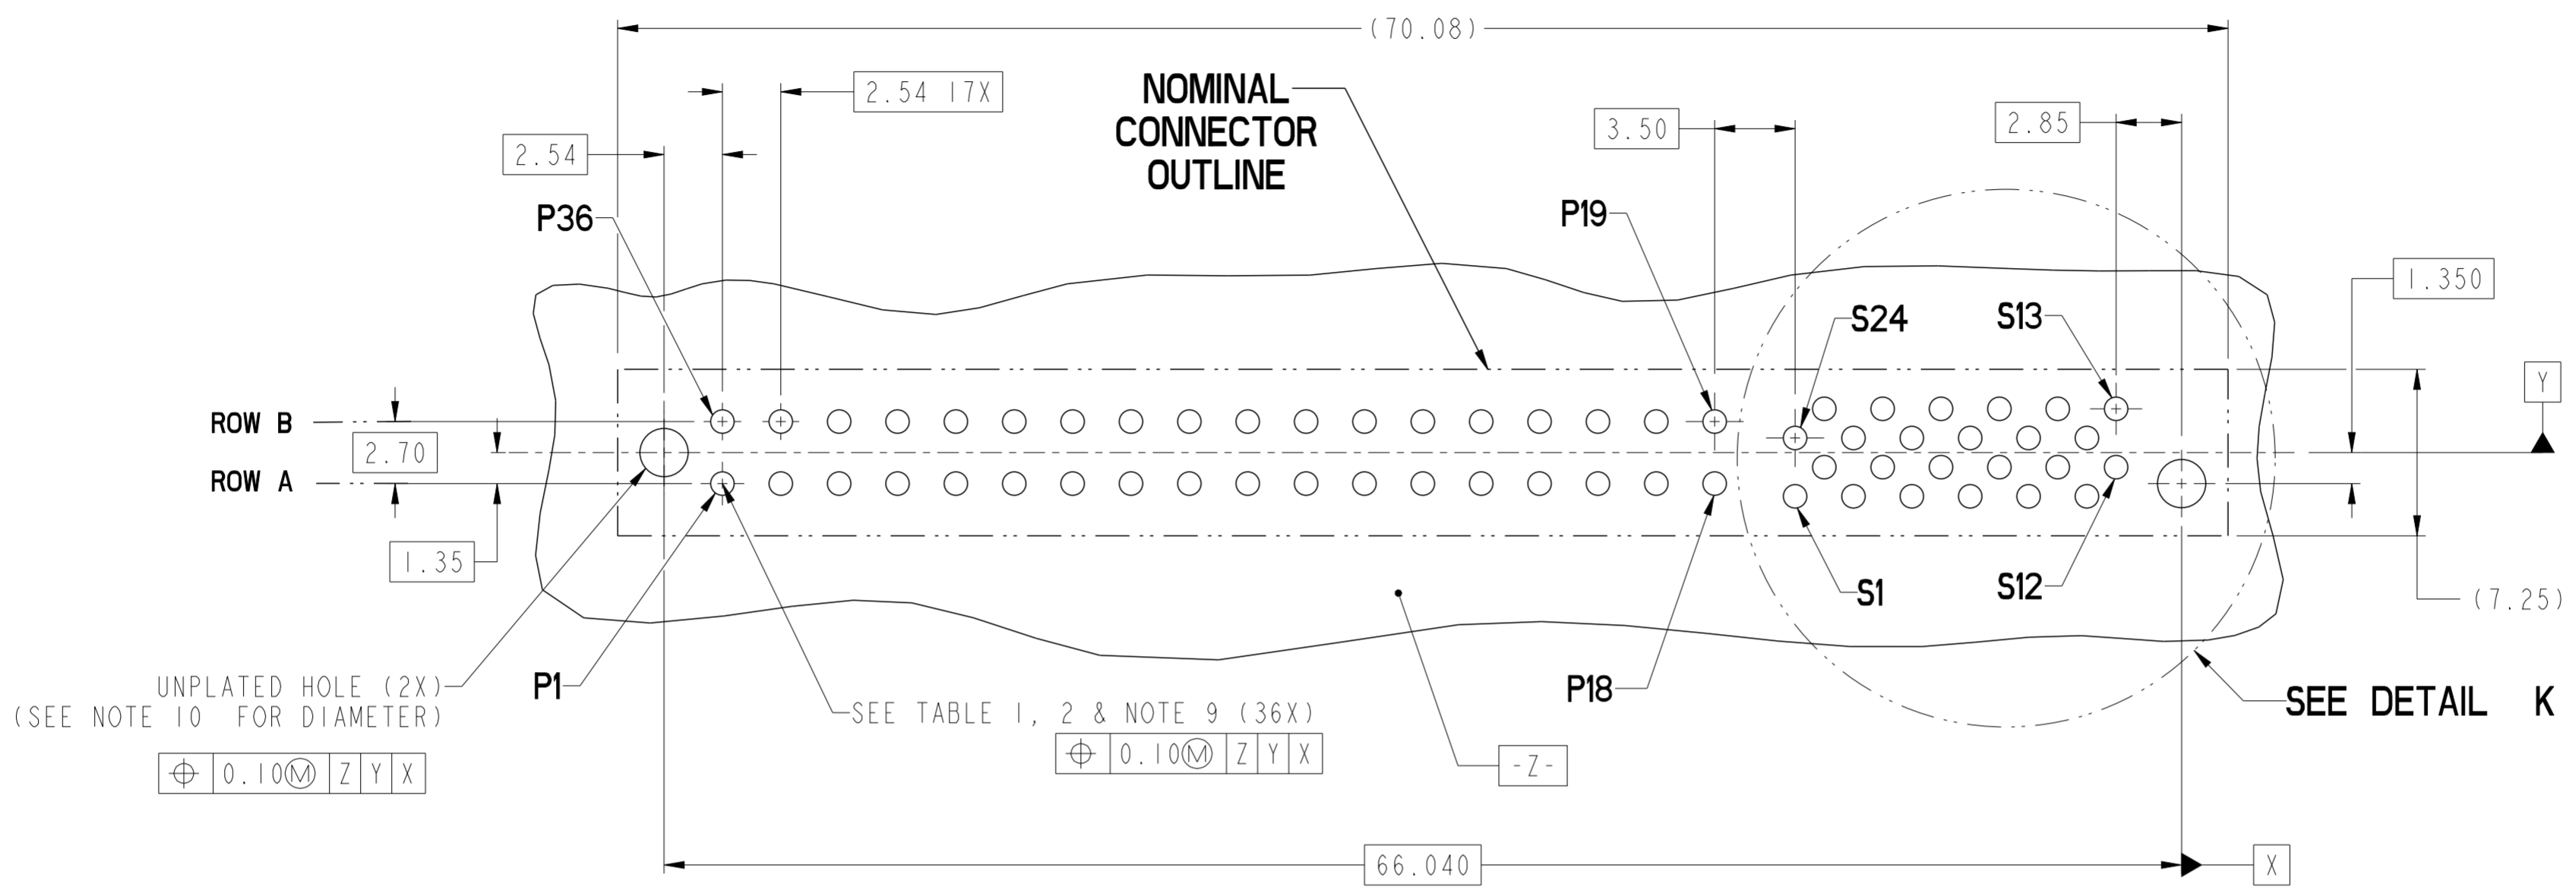 (70.08)
2.54 17X
NOMINAL
CONNECTOR
OUTLINE
3.50
2.85
2.54
P36
P19
1.350
S24
S13
Y
ROW B
2.70
ROW A
1.35
S1
S12
(7.25)
UNPLATED HOLE (2X)
(SEE NOTE 10 FOR DIAMETER)
⌖ 0.10Ⓜ Z Y X
P1
SEE TABLE 1, 2 & NOTE 9 (36X)
⌖ 0.10Ⓜ Z Y X
P18
-Z-
SEE DETAIL K
66.040
X